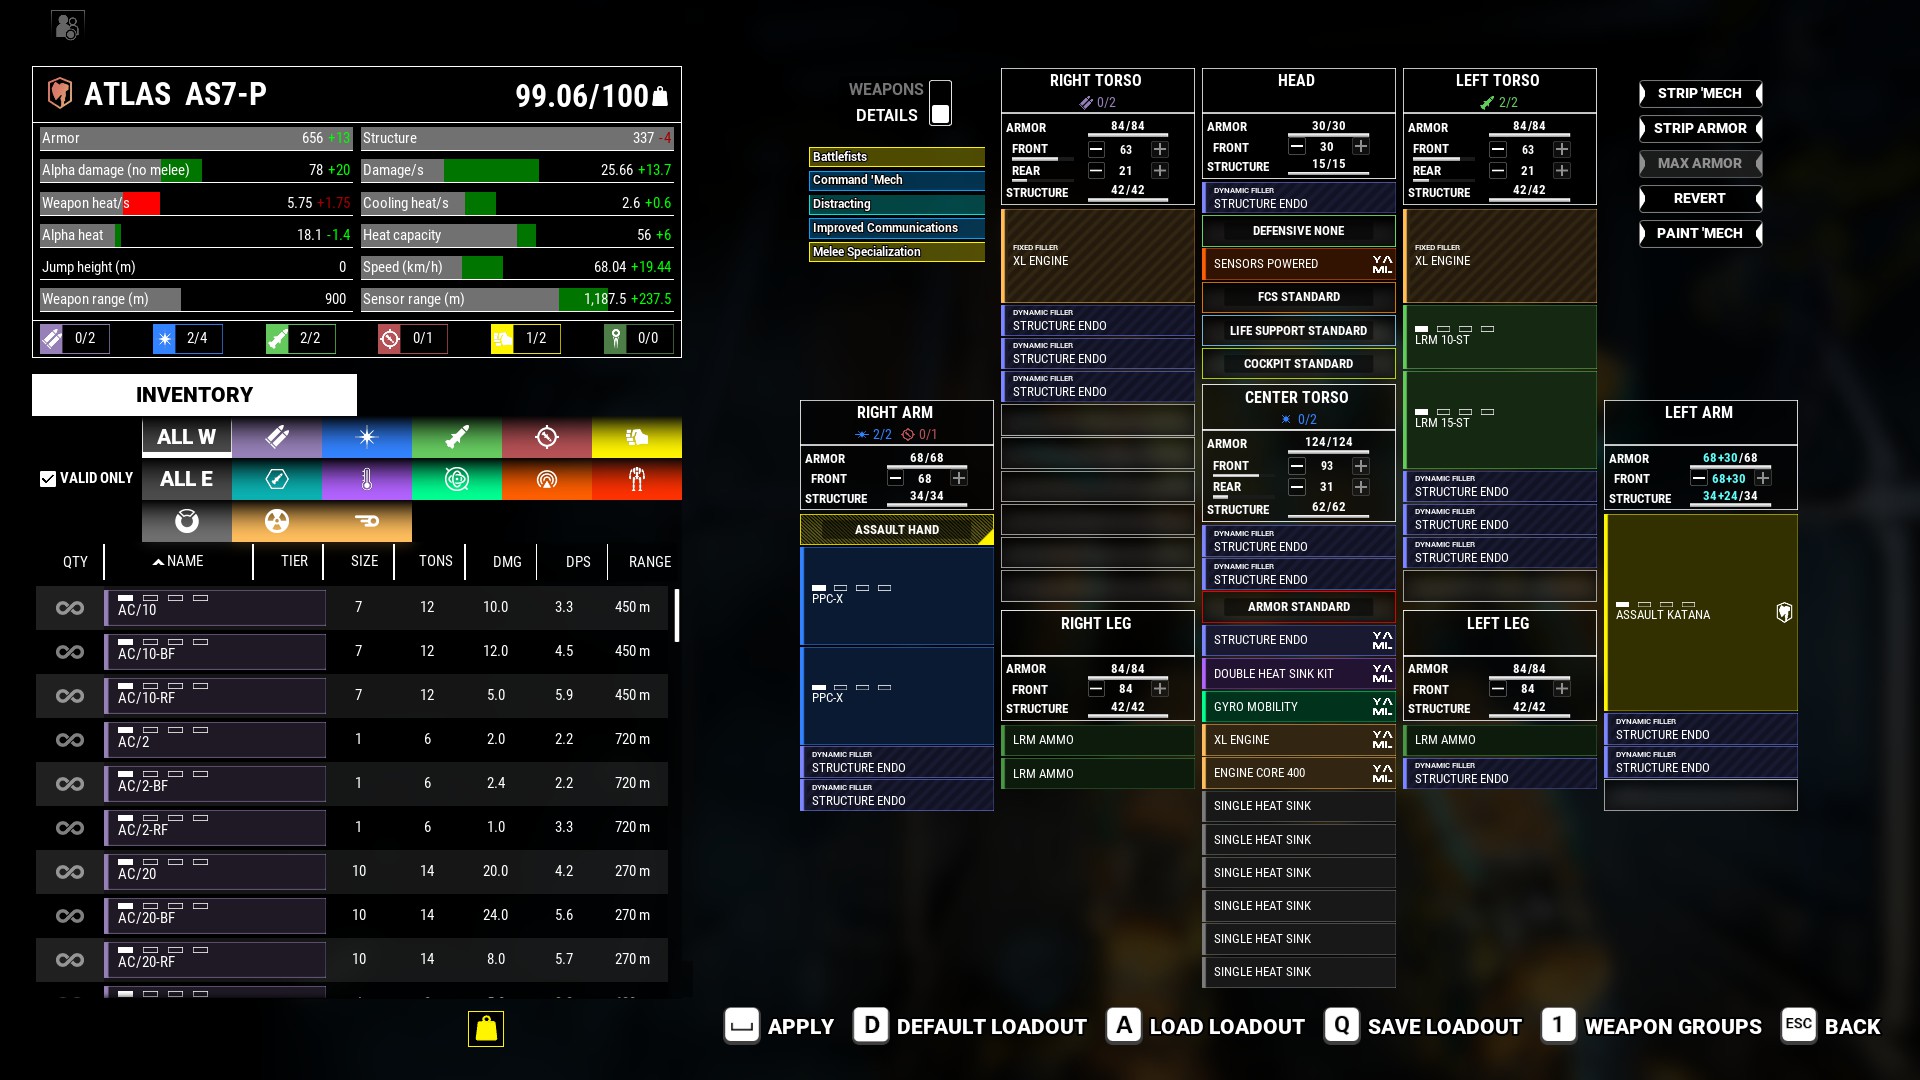 ATLAS AS7-P
99.06/100
Armor 656 +13
Structure 337 -4
Alpha damage (no melee) 78 +20
Damage/s 25.66 +13.7
Weapon heat/s 5.75 +1.75
Cooling heat/s 2.6 +0.6
Alpha heat 18.1 -1.4
Heat capacity 56 +6
Jump height (m) 0
Speed (km/h) 68.04 +19.44
Weapon range (m) 900
Sensor range (m) 1,187.5 +237.5
0/2 2/4 2/2 0/1 1/2 0/0
INVENTORY
ALL W
VALID ONLY
ALL E
QTY NAME TIER SIZE TONS DMG DPS RANGE
AC/10 7 12 10.0 3.3 450 m
AC/10-BF 7 12 12.0 4.5 450 m
AC/10-RF 7 12 5.0 5.9 450 m
AC/2 1 6 2.0 2.2 720 m
AC/2-BF 1 6 2.4 2.2 720 m
AC/2-RF 1 6 1.0 3.3 720 m
AC/20 10 14 20.0 4.2 270 m
AC/20-BF 10 14 24.0 5.6 270 m
AC/20-RF 10 14 8.0 5.7 270 m
WEAPONS
DETAILS
Battlefists
Command 'Mech
Distracting
Improved Communications
Melee Specialization
RIGHT ARM
2/2 0/1
ARMOR 68/68
FRONT 68
STRUCTURE 34/34
ASSAULT HAND
PPC-X
PPC-X
DYNAMIC FILLER
STRUCTURE ENDO
DYNAMIC FILLER
STRUCTURE ENDO
RIGHT TORSO
0/2
ARMOR 84/84
FRONT 63
REAR 21
STRUCTURE 42/42
FIXED FILLER
XL ENGINE
DYNAMIC FILLER
STRUCTURE ENDO
DYNAMIC FILLER
STRUCTURE ENDO
DYNAMIC FILLER
STRUCTURE ENDO
RIGHT LEG
ARMOR 84/84
FRONT 84
STRUCTURE 42/42
LRM AMMO
LRM AMMO
HEAD
ARMOR 30/30
FRONT 30
STRUCTURE 15/15
DYNAMIC FILLER
STRUCTURE ENDO
DEFENSIVE NONE
SENSORS POWERED YAML
FCS STANDARD
LIFE SUPPORT STANDARD
COCKPIT STANDARD
CENTER TORSO
0/2
ARMOR 124/124
FRONT 93
REAR 31
STRUCTURE 62/62
DYNAMIC FILLER
STRUCTURE ENDO
DYNAMIC FILLER
STRUCTURE ENDO
ARMOR STANDARD
STRUCTURE ENDO YAML
DOUBLE HEAT SINK KIT YAML
GYRO MOBILITY YAML
XL ENGINE YAML
ENGINE CORE 400 YAML
SINGLE HEAT SINK
SINGLE HEAT SINK
SINGLE HEAT SINK
SINGLE HEAT SINK
SINGLE HEAT SINK
SINGLE HEAT SINK
LEFT TORSO
2/2
ARMOR 84/84
FRONT 63
REAR 21
STRUCTURE 42/42
FIXED FILLER
XL ENGINE
LRM 10-ST
LRM 15-ST
DYNAMIC FILLER
STRUCTURE ENDO
DYNAMIC FILLER
STRUCTURE ENDO
DYNAMIC FILLER
STRUCTURE ENDO
LEFT LEG
ARMOR 84/84
FRONT 84
STRUCTURE 42/42
LRM AMMO
DYNAMIC FILLER
STRUCTURE ENDO
LEFT ARM
ARMOR 68+30/68
FRONT 68+30
STRUCTURE 34+24/34
ASSAULT KATANA
DYNAMIC FILLER
STRUCTURE ENDO
DYNAMIC FILLER
STRUCTURE ENDO
STRIP 'MECH
STRIP ARMOR
MAX ARMOR
REVERT
PAINT 'MECH
APPLY D DEFAULT LOADOUT A LOAD LOADOUT Q SAVE LOADOUT 1 WEAPON GROUPS ESC BACK